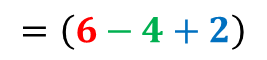 = (6 − 4 + 2)